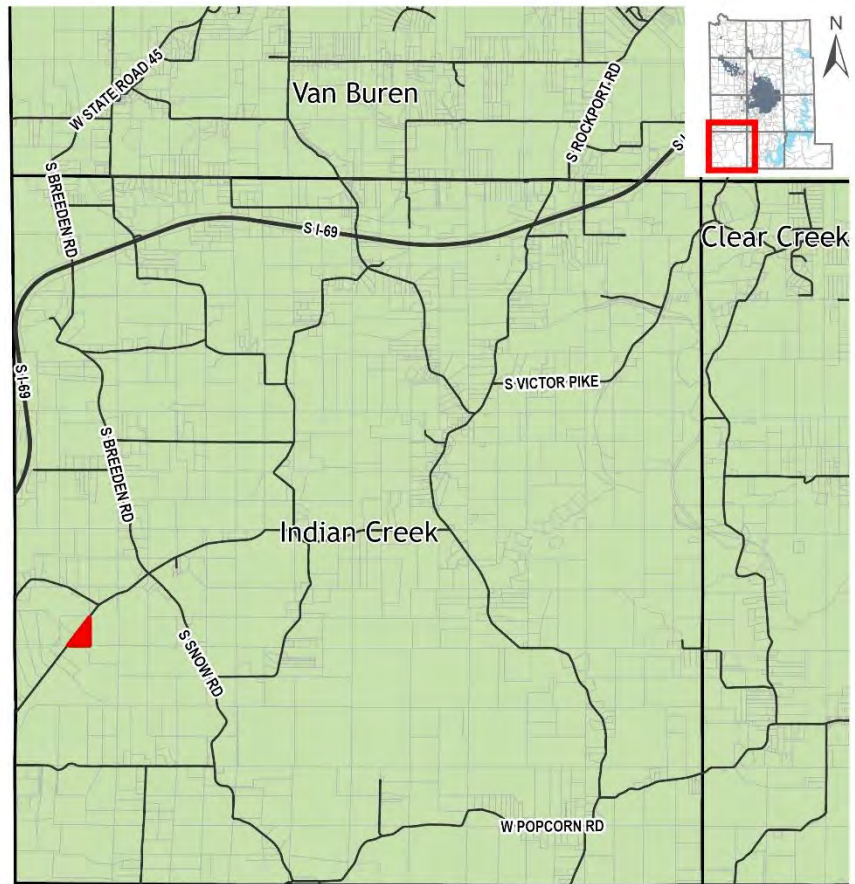 N
W STATE ROAD 45
Van Buren
S ROCKPORT RD
S I-
S BREEDEN RD
S I-69
Clear Creek
S I-69
S VICTOR PIKE
S BREEDEN RD
Indian Creek
S SNOW RD
W POPCORN RD